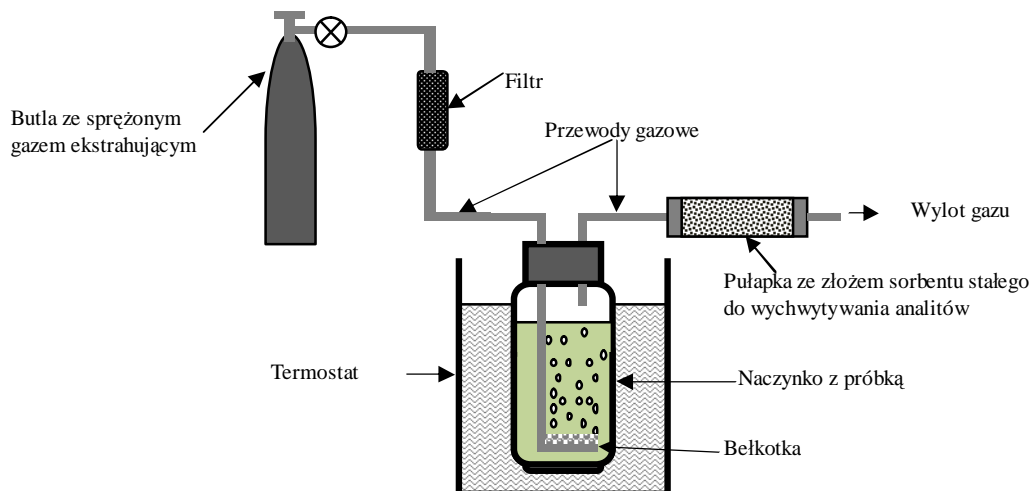 Filtr
Butla ze sprężonym
gazem ekstrahującym
Przewody gazowe
Wylot gazu
Pułapka ze złożem sorbentu stałego
do wychwytywania analitów
Termostat
Naczynko z próbką
Bełkotka